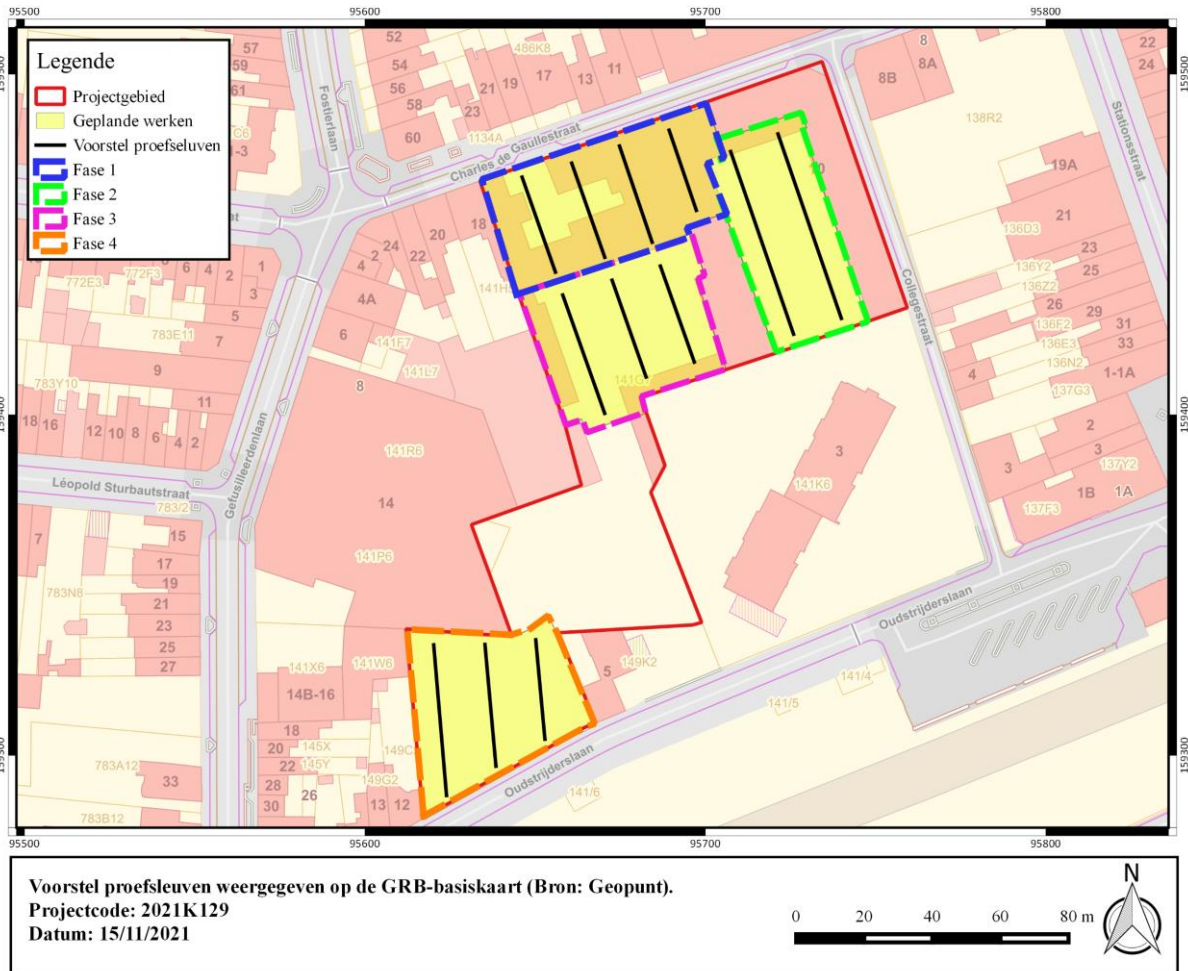 95500 95600 95700 95800
Legende
Projectgebied
Geplande werken
Voorstel proefseluven
Fase 1
Fase 2
Fase 3
Fase 4
57
59
61
1-3
52
54
56
58
60
486K8
21
19
17
13
11
23
1134A
8
8B
8A
22
24
138R2
159500
Fostierlaan
Charles de Gaullestraat
Stationsstraat
Collegestraat
19A
21
136D3
23
136Y2
25
136Z2
26
29
136F2
31
136E3
33
136N2
4
137G3
1-1A
2
3
3
137Y2
1B
1A
137F3
18
20
24
22
2
4
4A
6
141F7
141L7
8
141R6
14
141P6
141K6
3
772E3
772F3
6
6
4
2
1
3
5
783E11
7
9
783Y10
11
18
16
12
10
8
6
4
2
Léopold Sturbautstraat
783/2
Gefusilleerdenlaan
159400
7
15
17
19
783N8
21
23
25
27
141X6
141W6
14B-16
18
20
145X
22
145Y
28
26
30
149G2
13
12
5
149K2
Oudstrijderslaan
Oudstrijderslaan
141/4
141/5
141/6
783A12
33
783B12
159300
95500 95600 95700 95800
Voorstel proefsleuven weergegeven op de GRB-basiskaart (Bron: Geopunt).
Projectcode: 2021K129
Datum: 15/11/2021
0 20 40 60 80 m
N